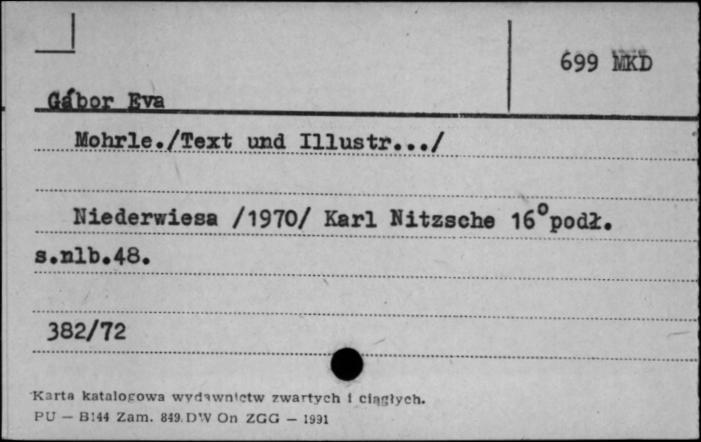 699 MKD
Gábor Eva
Mohrle./Text und Illustr.../
Niederwiesa /1970/ Karl Nitzsche 16° podł.
s.nlb.48.
382/72
Karta katalogowa wydawnictw zwartych i ciągłych.
PU — B144 Zam. 849. DW On ZGG — 1991